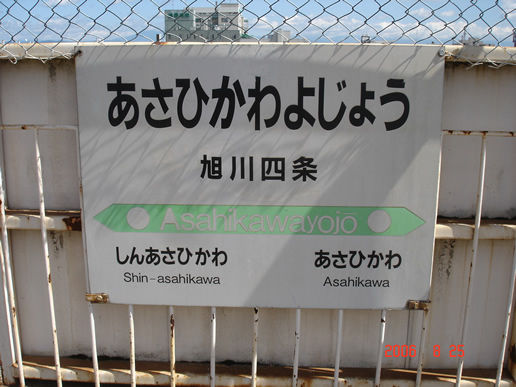 あさひかわよじょう
旭川四条
Asahikawayojo
しんあさひかわ あさひかわ
Shin-asahikawa Asahikawa
2006 8 25